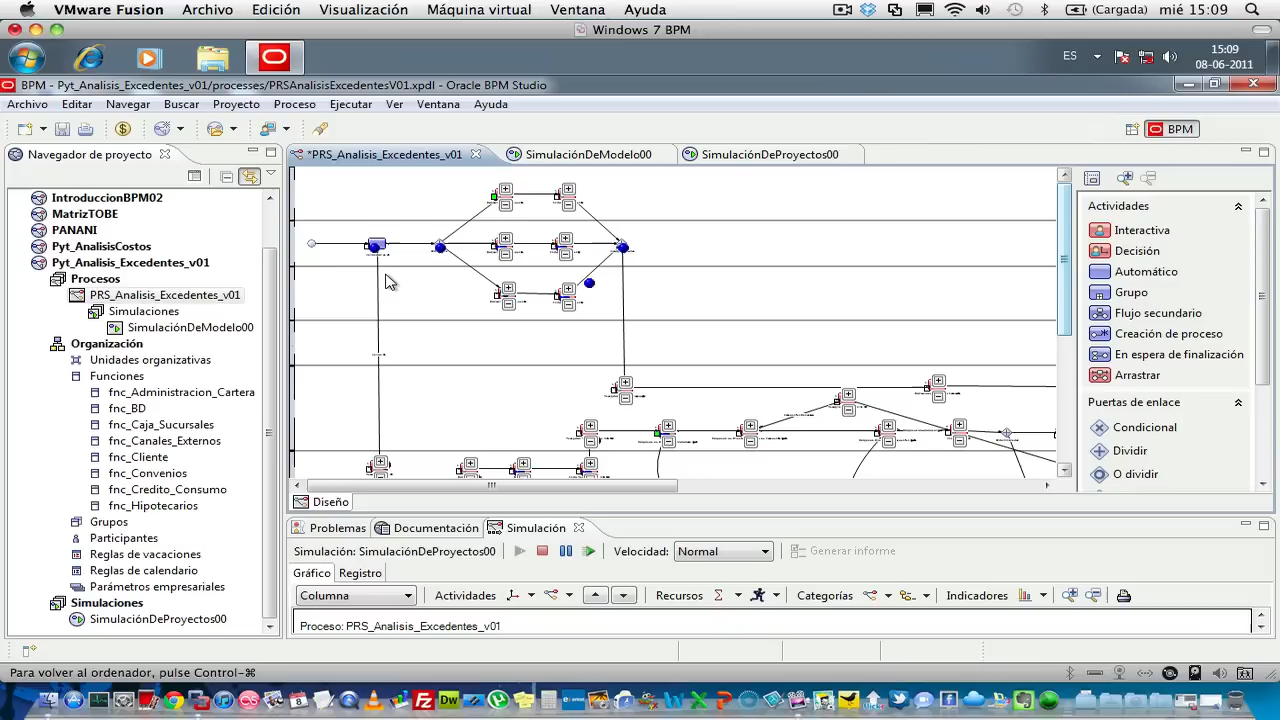 VMware Fusion Archivo Edición Visualización Máquina virtual Ventana Ayuda (Cargada) mié 15:09
Windows 7 BPM
ES 15:09
08-06-2011
BPM - Pyt_Analisis_Excedentes_v01/processes/PRSAnalisisExcedentesV01.xpdl - Oracle BPM Studio
Archivo Editar Navegar Buscar Proyecto Proceso Ejecutar Ver Ventana Ayuda
BPM
Navegador de proyecto
*PRS_Analisis_Excedentes_v01 SimulaciónDeModelo00 SimulaciónDeProyectos00
IntroduccionBPM02
MatrizTOBE
PANANI
Pyt_AnalisisCostos
Pyt_Analisis_Excedentes_v01
Procesos
PRS_Analisis_Excedentes_v01
Simulaciones
SimulaciónDeModelo00
Organización
Unidades organizativas
Funciones
fnc_Administracion_Cartera
fnc_BD
fnc_Caja_Sucursales
fnc_Canales_Externos
fnc_Cliente
fnc_Convenios
fnc_Credito_Consumo
fnc_Hipotecarios
Grupos
Participantes
Reglas de vacaciones
Reglas de calendario
Parámetros empresariales
Simulaciones
SimulaciónDeProyectos00
Actividades
Interactiva
Decisión
Automático
Grupo
Flujo secundario
Creación de proceso
En espera de finalización
Arrastrar
Puertas de enlace
Condicional
Dividir
O dividir
Diseño
Problemas Documentación Simulación
Simulación: SimulaciónDeProyectos00 Velocidad: Normal Generar informe
Gráfico Registro
Columna Actividades Recursos Categorías Indicadores
Proceso: PRS_Analisis_Excedentes_v01
Para volver al ordenador, pulse Control-⌘